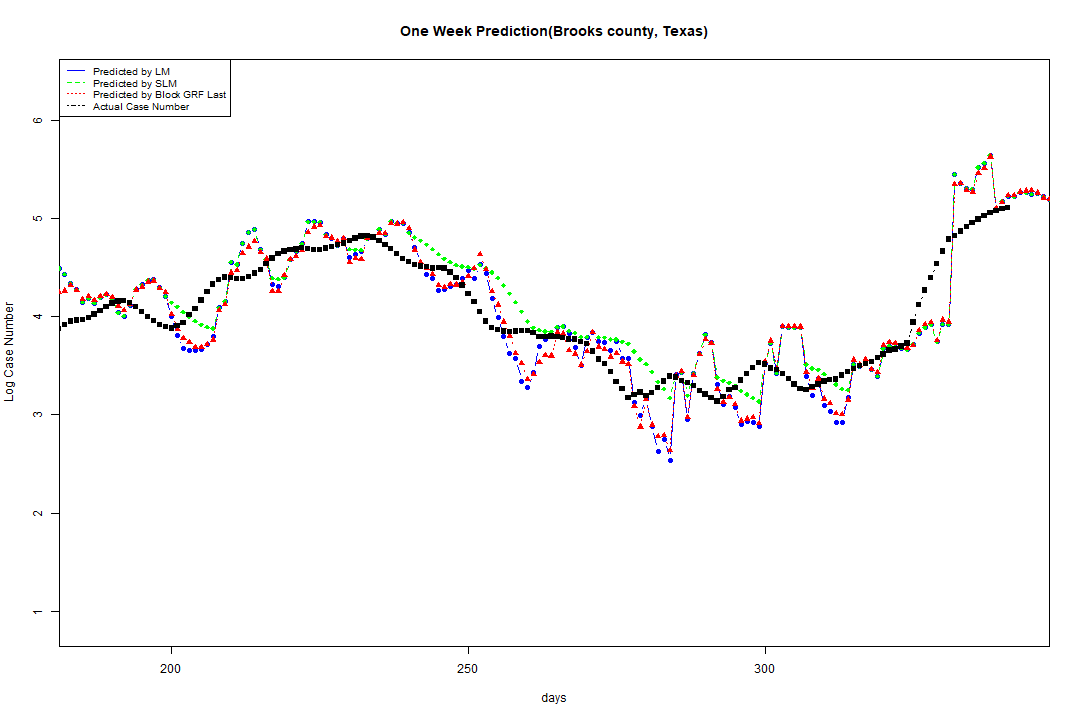 One Week Prediction(Brooks county, Texas)
Predicted by LM
Predicted by SLM
Predicted by Block GRF Last
Actual Case Number
Log Case Number
6
5
4
3
2
1
200 250 300
days